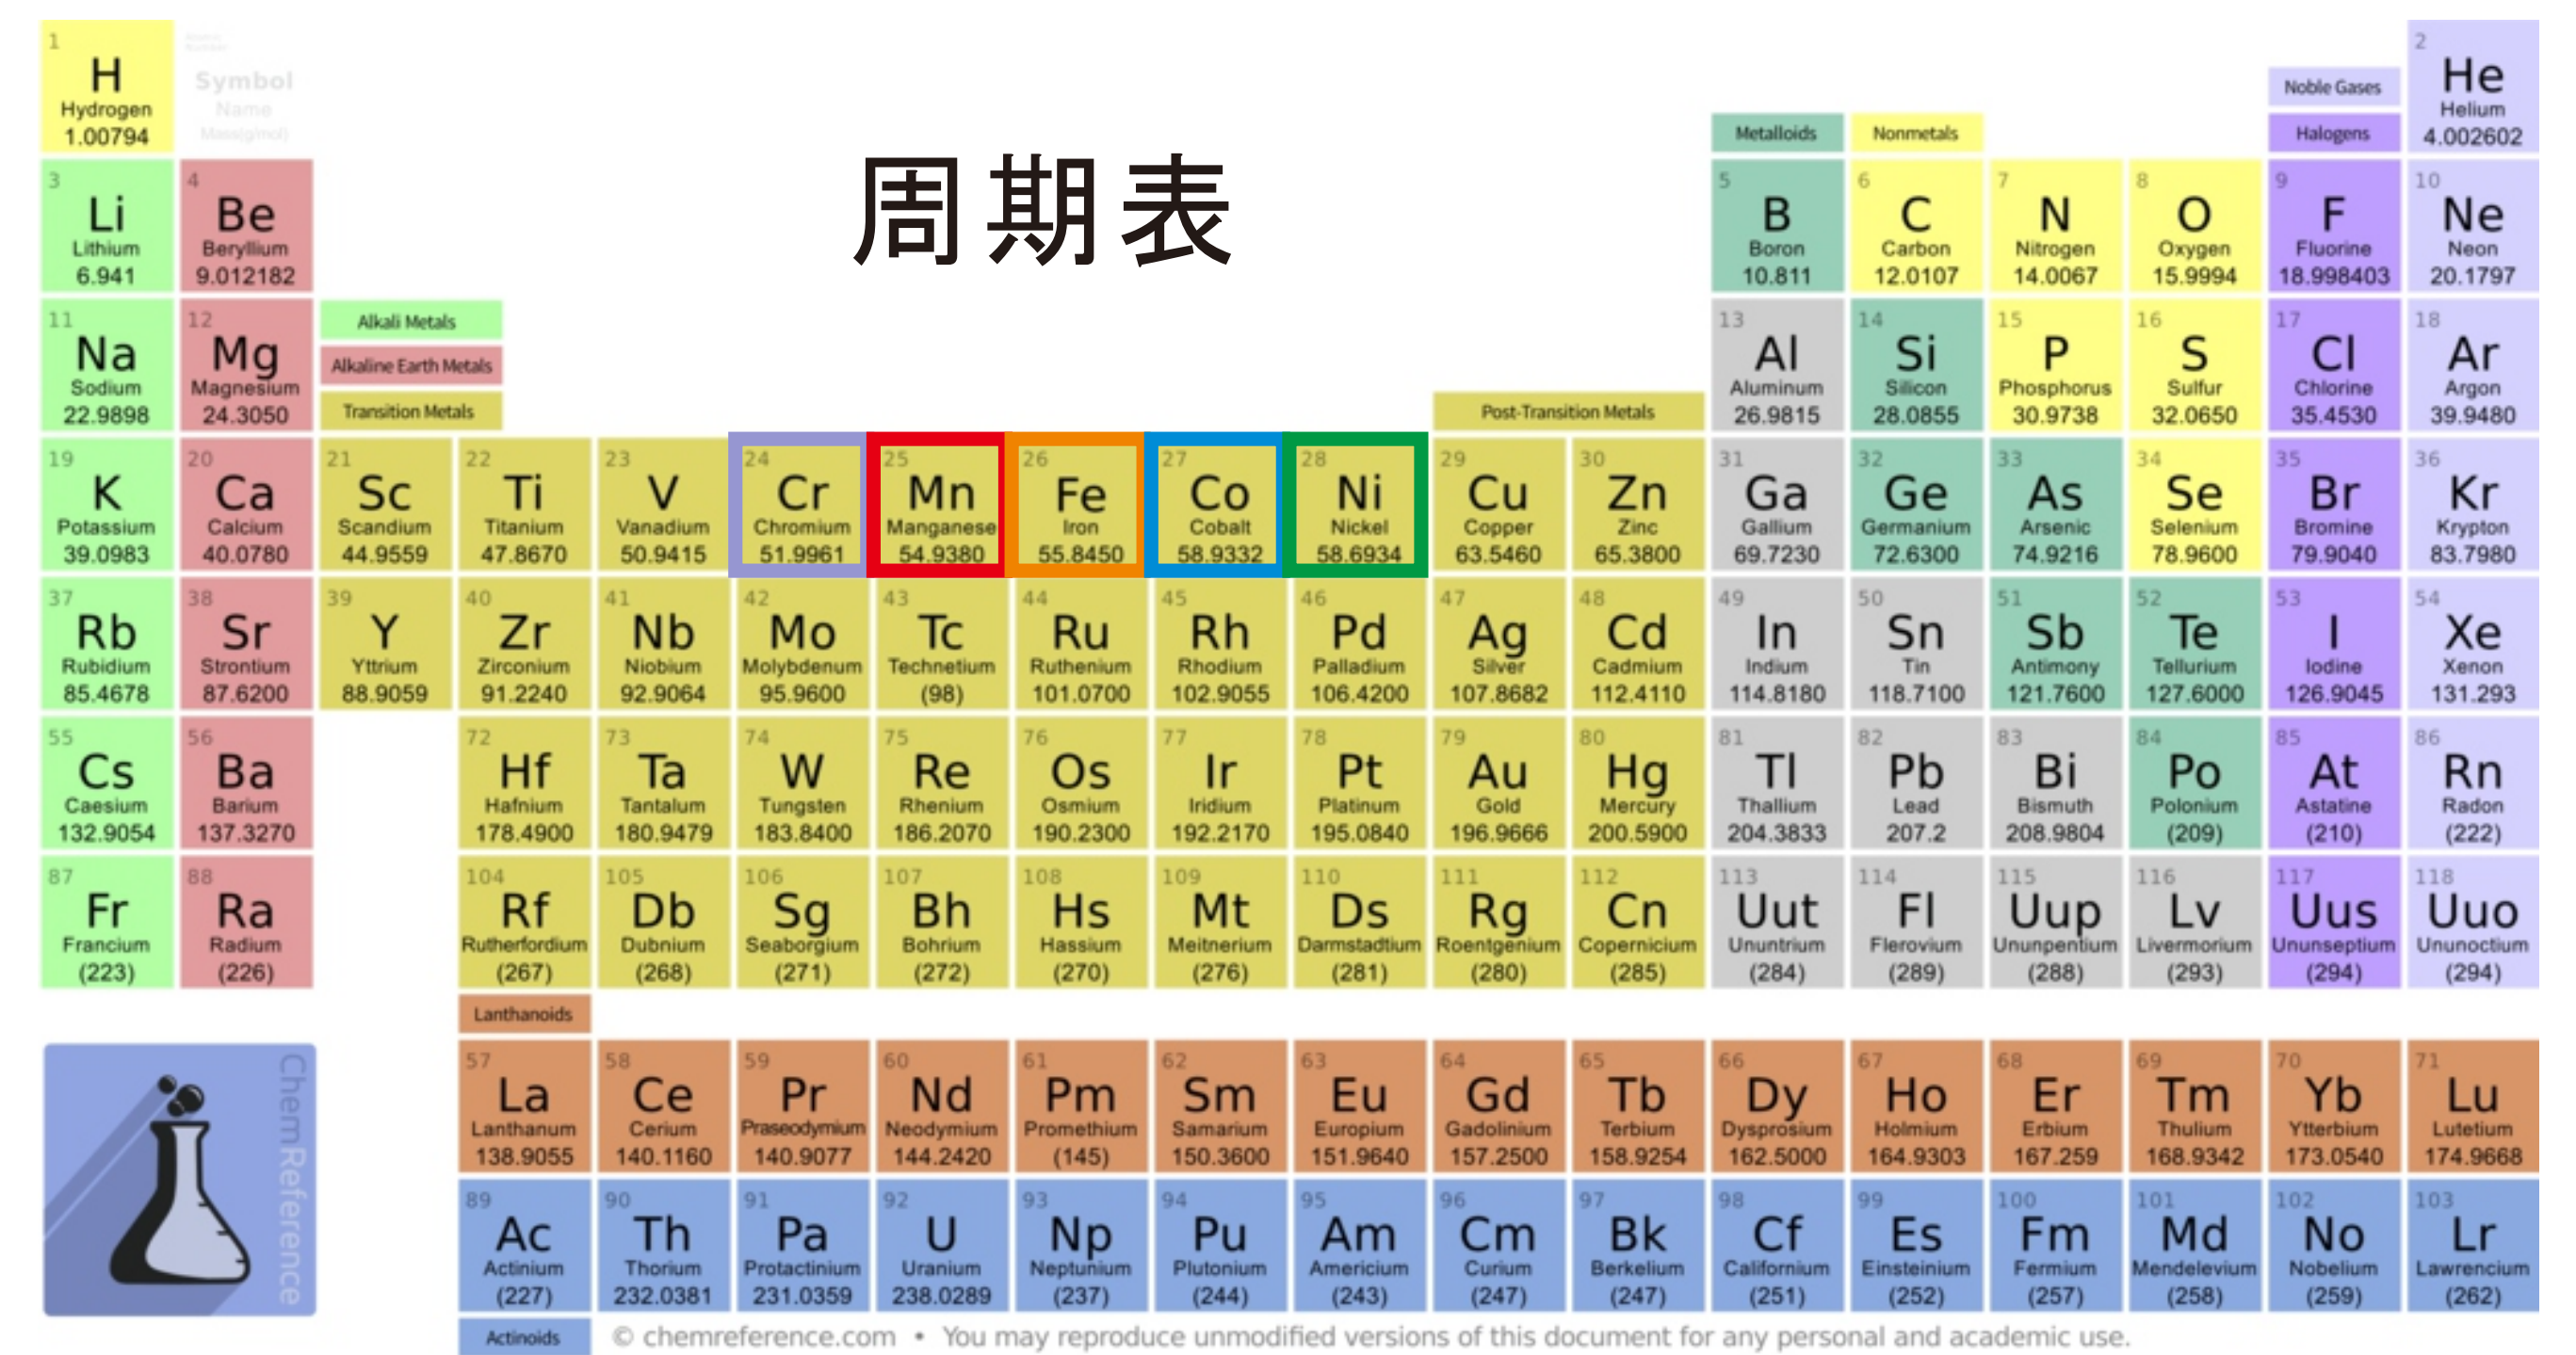 1 2
H He
Hydrogen Helium
1.00794 4.002602
Symbol
Name
Mass(g/mol)
Noble Gases
Metalloids Nonmetals Halogens
周期表
3 4 5 6 7 8 9 10
Li Be B C N O F Ne
Lithium Beryllium Boron Carbon Nitrogen Oxygen Fluorine Neon
6.941 9.012182 10.811 12.0107 14.0067 15.9994 18.998403 20.1797
11 12 13 14 15 16 17 18
Na Mg Al Si P S Cl Ar
Sodium Magnesium Aluminum Silicon Phosphorus Sulfur Chlorine Argon
22.9898 24.3050 26.9815 28.0855 30.9738 32.0650 35.4530 39.9480
Alkali Metals
Alkaline Earth Metals
Transition Metals Post-Transition Metals
19 20 21 22 23 24 25 26 27 28 29 30 31 32 33 34 35 36
K Ca Sc Ti V Cr Mn Fe Co Ni Cu Zn Ga Ge As Se Br Kr
Potassium Calcium Scandium Titanium Vanadium Chromium Manganese Iron Cobalt Nickel Copper Zinc Gallium Germanium Arsenic Selenium Bromine Krypton
39.0983 40.0780 44.9559 47.8670 50.9415 51.9961 54.9380 55.8450 58.9332 58.6934 63.5460 65.3800 69.7230 72.6300 74.9216 78.9600 79.9040 83.7980
37 38 39 40 41 42 43 44 45 46 47 48 49 50 51 52 53 54
Rb Sr Y Zr Nb Mo Tc Ru Rh Pd Ag Cd In Sn Sb Te I Xe
Rubidium Strontium Yttrium Zirconium Niobium Molybdenum Technetium Ruthenium Rhodium Palladium Silver Cadmium Indium Tin Antimony Tellurium Iodine Xenon
85.4678 87.6200 88.9059 91.2240 92.9064 95.9600 (98) 101.0700 102.9055 106.4200 107.8682 112.4110 114.8180 118.7100 121.7600 127.6000 126.9045 131.293
55 56 72 73 74 75 76 77 78 79 80 81 82 83 84 85 86
Cs Ba Hf Ta W Re Os Ir Pt Au Hg Tl Pb Bi Po At Rn
Caesium Barium Hafnium Tantalum Tungsten Rhenium Osmium Iridium Platinum Gold Mercury Thallium Lead Bismuth Polonium Astatine Radon
132.9054 137.3270 178.4900 180.9479 183.8400 186.2070 190.2300 192.2170 195.0840 196.9666 200.5900 204.3833 207.2 208.9804 (209) (210) (222)
87 88 104 105 106 107 108 109 110 111 112 113 114 115 116 117 118
Fr Ra Rf Db Sg Bh Hs Mt Ds Rg Cn Uut Fl Uup Lv Uus Uuo
Francium Radium Rutherfordium Dubnium Seaborgium Bohrium Hassium Meitnerium Darmstadtium Roentgenium Copernicium Ununtrium Flerovium Ununpentium Livermorium Ununseptium Ununoctium
(223) (226) (267) (268) (271) (272) (270) (276) (281) (280) (285) (284) (289) (288) (293) (294) (294)
Lanthanoids
57 58 59 60 61 62 63 64 65 66 67 68 69 70 71
La Ce Pr Nd Pm Sm Eu Gd Tb Dy Ho Er Tm Yb Lu
Lanthanum Cerium Praseodymium Neodymium Promethium Samarium Europium Gadolinium Terbium Dysprosium Holmium Erbium Thulium Ytterbium Lutetium
138.9055 140.1160 140.9077 144.2420 (145) 150.3600 151.9640 157.2500 158.9254 162.5000 164.9303 167.259 168.9342 173.0540 174.9668
89 90 91 92 93 94 95 96 97 98 99 100 101 102 103
Ac Th Pa U Np Pu Am Cm Bk Cf Es Fm Md No Lr
Actinium Thorium Protactinium Uranium Neptunium Plutonium Americium Curium Berkelium Californium Einsteinium Fermium Mendelevium Nobelium Lawrencium
(227) 232.0381 231.0359 238.0289 (237) (244) (243) (247) (247) (251) (252) (257) (258) (259) (262)
Actinoids
ChemReference
© chemreference.com • You may reproduce unmodified versions of this document for any personal and academic use.